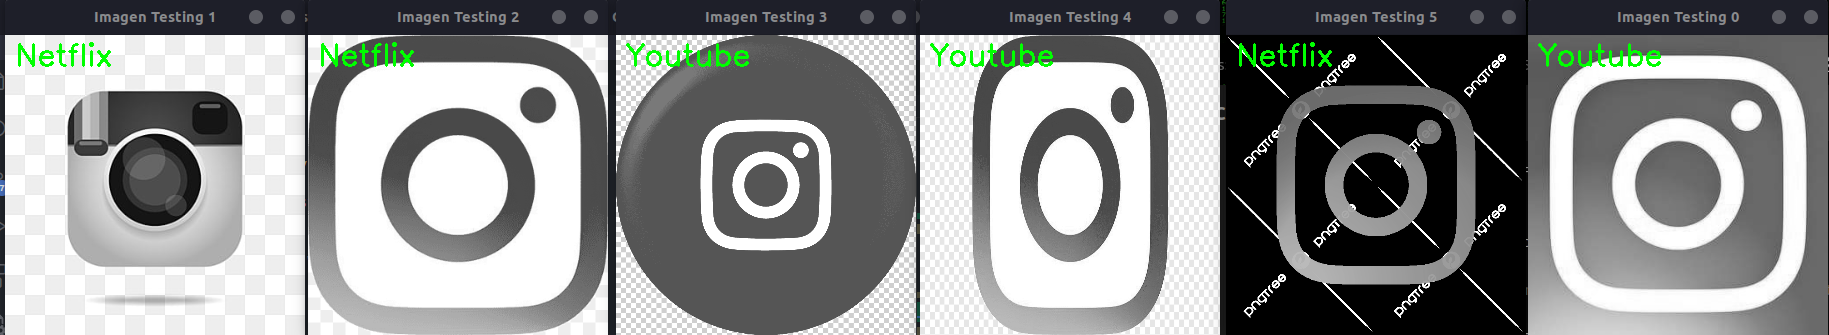 Imagen Testing 1
Netflix
Imagen Testing 2
Netflix
Imagen Testing 3
Youtube
Imagen Testing 4
Youtube
Imagen Testing 5
Netflix
pngtree
pngtree
pngtree
pngtree
pngtree
pngtree
pngtree
pngtree
Imagen Testing 0
Youtube